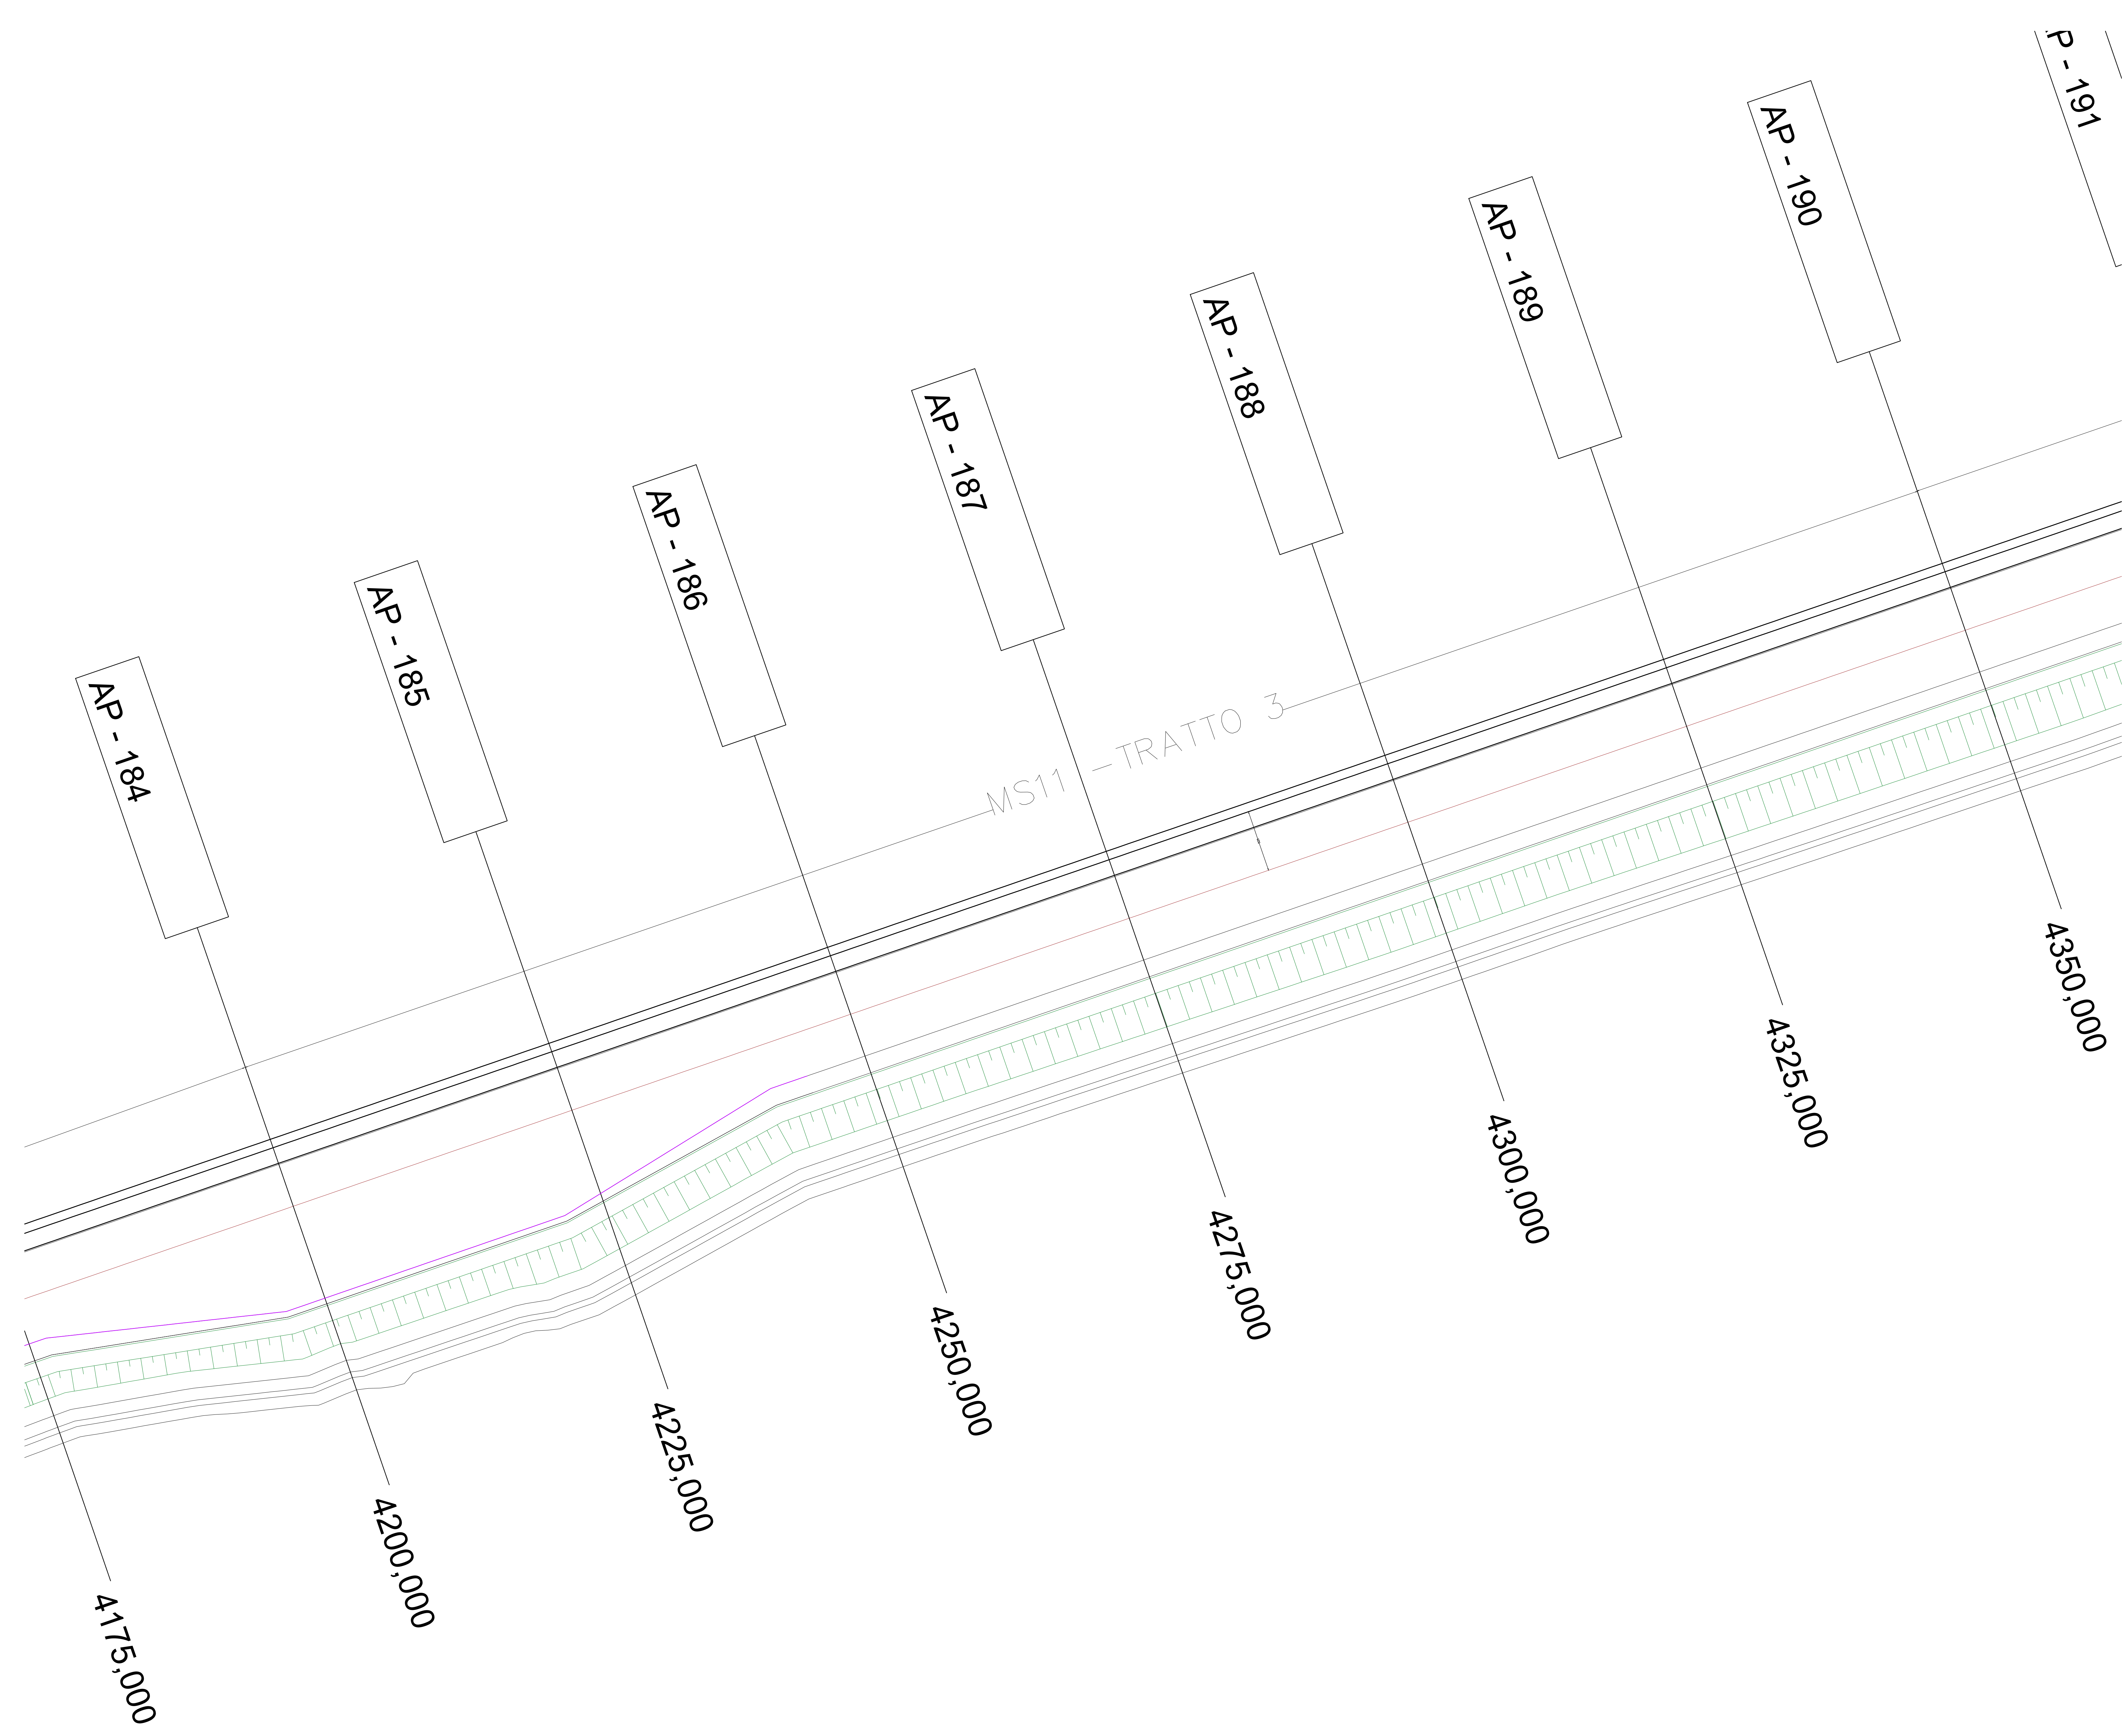 AP - 184
AP - 185
AP - 186
AP - 187
AP - 188
AP - 189
AP - 190
P - 191
MS11 - TRATTO 3
4175,000
4200,000
4225,000
4250,000
4275,000
4300,000
4325,000
4350,000